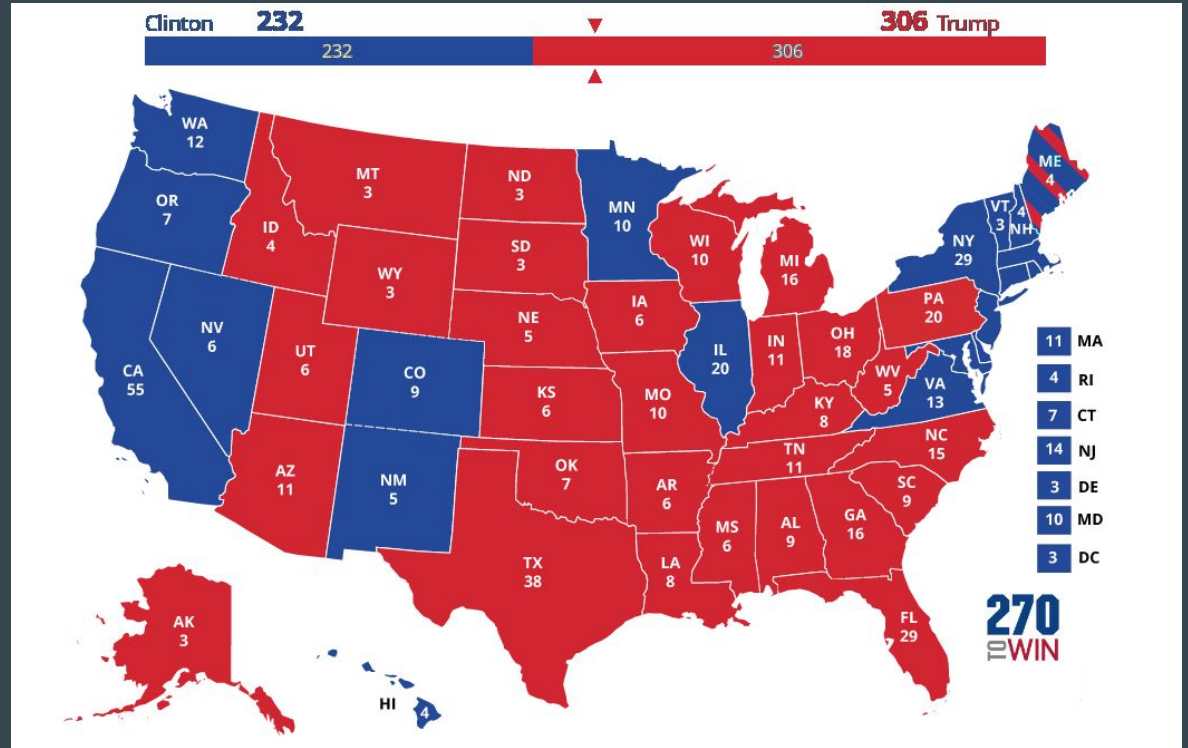 Clinton 232
306 Trump
232
306
WA
12
OR
7
CA
55
NV
6
ID
4
MT
3
WY
3
UT
6
CO
9
AZ
11
NM
5
ND
3
SD
3
NE
5
KS
6
OK
7
TX
38
MN
10
IA
6
MO
10
AR
6
LA
8
WI
10
IL
20
MI
16
IN
11
OH
18
KY
8
TN
11
MS
6
AL
9
GA
16
FL
29
SC
9
NC
15
VA
13
WV
5
PA
20
NY
29
VT
3
4
NH
ME
4
11 MA
4 RI
7 CT
14 NJ
3 DE
10 MD
3 DC
AK
3
HI
4
270
TO WIN